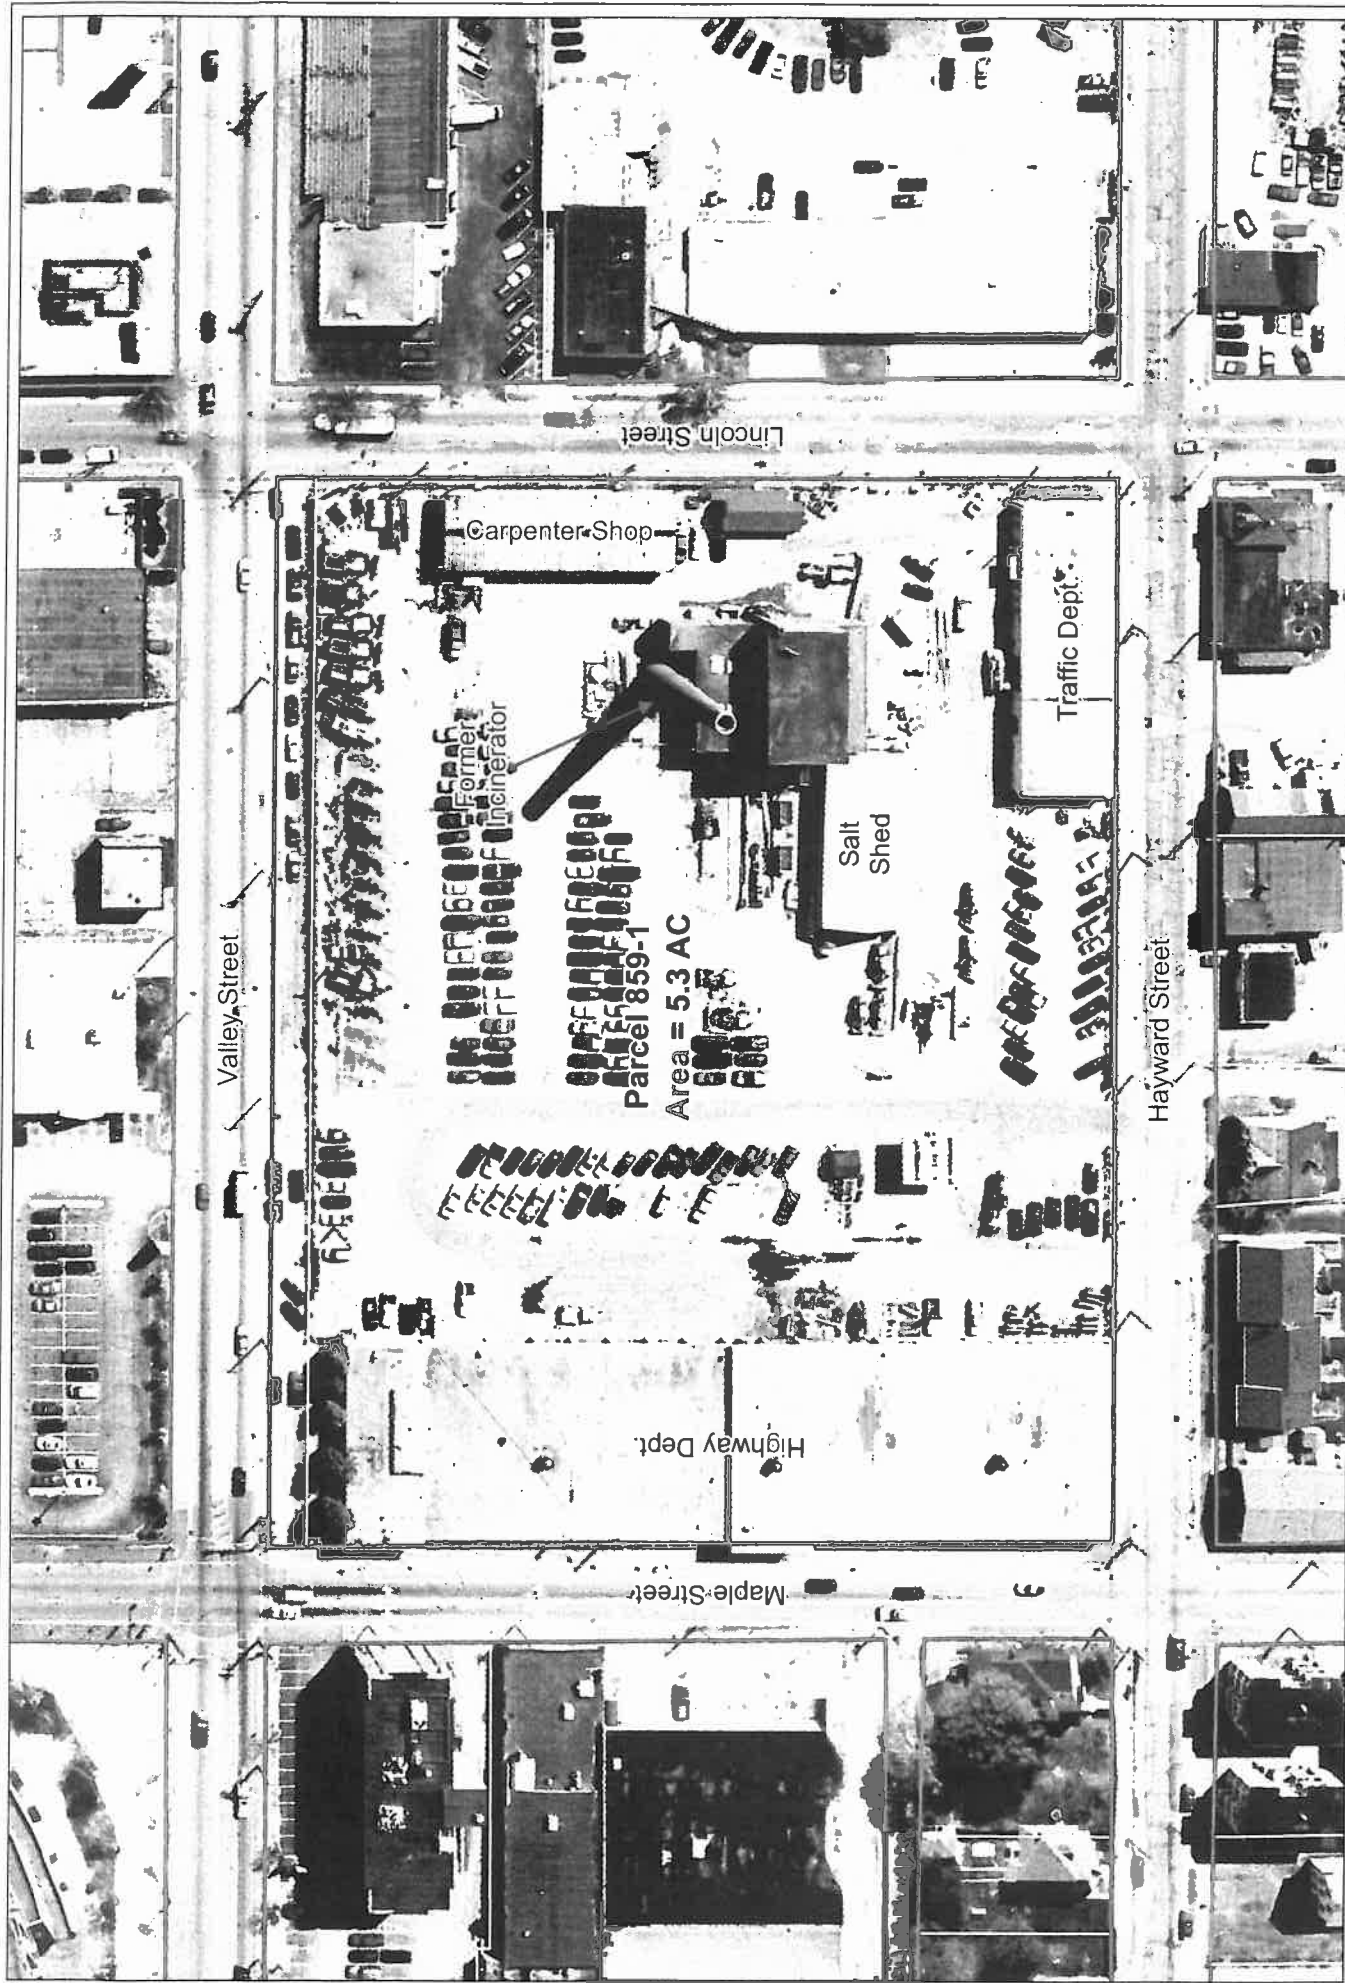 Lincoln Street
Carpenter Shop
Former
Incinerator
Traffic Dept.
Salt
Shed
Parcel 859-1
Area = 5.3 AC
Valley Street
Hayward Street
Highway Dept.
Maple Street